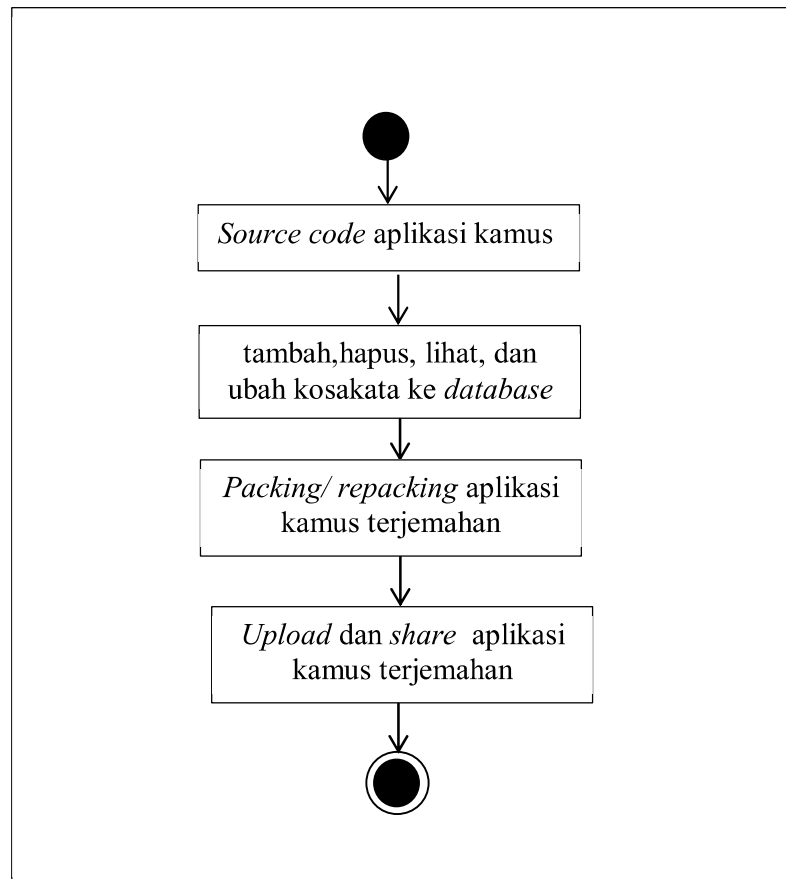 Source code aplikasi kamus
tambah,hapus, lihat, dan
ubah kosakata ke database
Packing/ repacking aplikasi
kamus terjemahan
Upload dan share aplikasi
kamus terjemahan